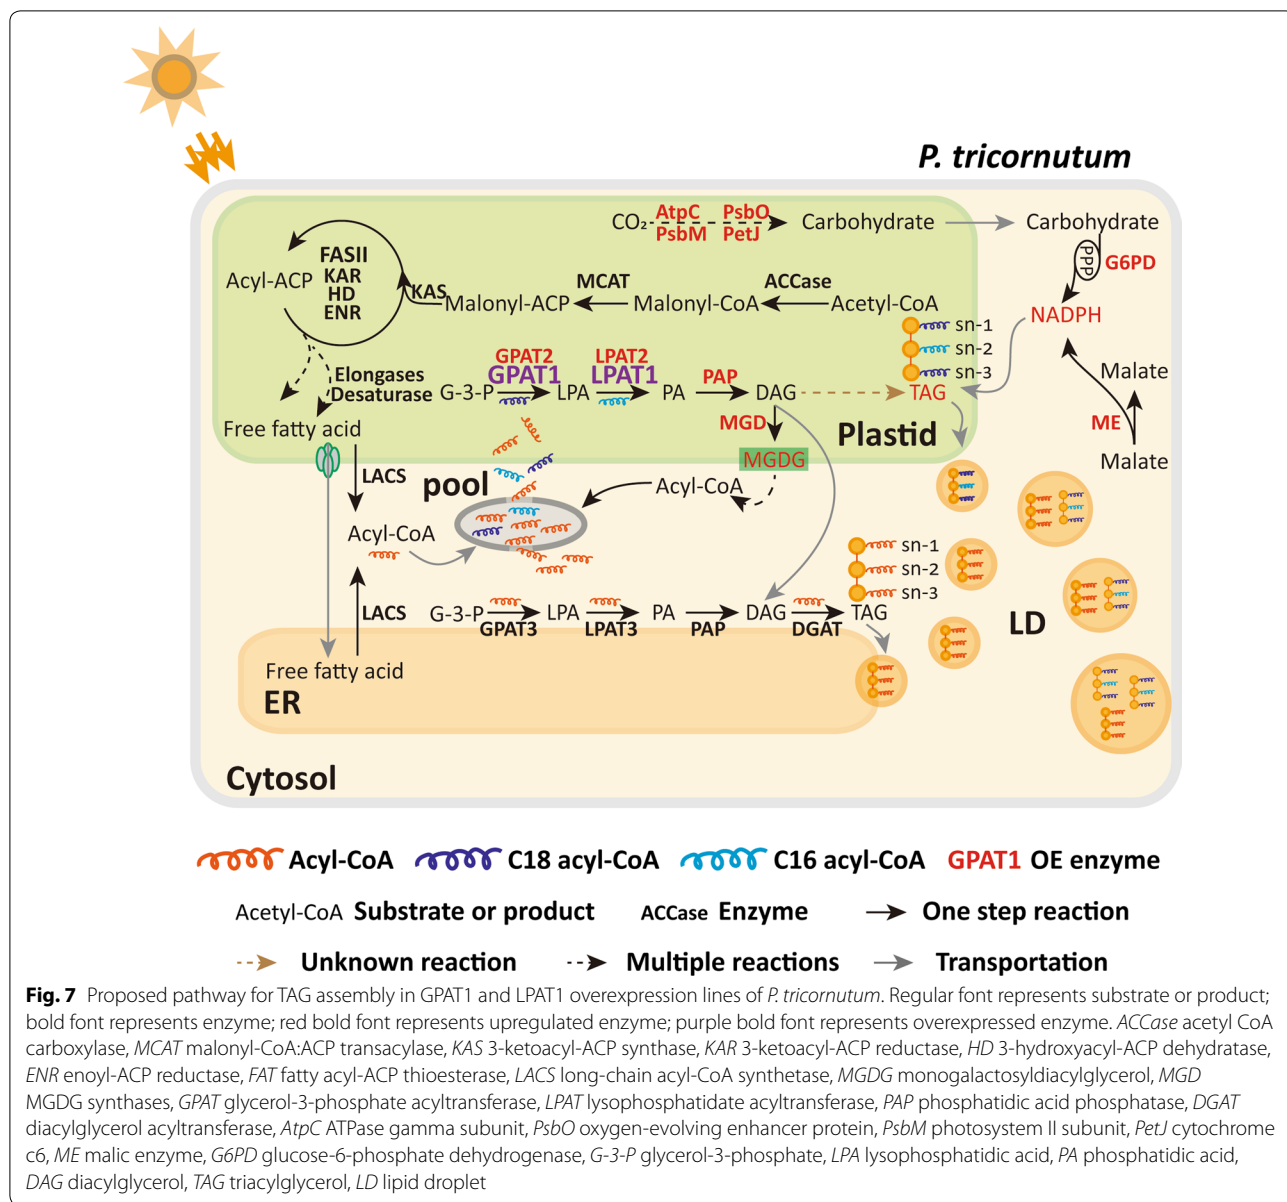 P. tricornutum
CO₂ AtpC PsbO Carbohydrate Carbohydrate
PsbM PetJ
PPP G6PD
FASII
KAR
HD
ENR
Acyl-ACP KAS Malonyl-ACP MCAT Malonyl-CoA ACCase Acetyl-CoA
NADPH
sn-1
sn-2
sn-3
Elongases
Desaturase
GPAT2 LPAT2
GPAT1 LPAT1
G-3-P LPA PA PAP DAG TAG
Malate
ME
Malate
Free fatty acid
MGD Plastid
MGDG
LACS pool Acyl-CoA
Acyl-CoA
sn-1
sn-2
sn-3
LACS G-3-P LPA PA DAG TAG
GPAT3 LPAT3 PAP DGAT
LD
Free fatty acid
ER
Cytosol
Acyl-CoA C18 acyl-CoA C16 acyl-CoA GPAT1 OE enzyme
Acetyl-CoA Substrate or product ACCase Enzyme One step reaction
Unknown reaction Multiple reactions Transportation
Fig. 7 Proposed pathway for TAG assembly in GPAT1 and LPAT1 overexpression lines of P. tricornutum. Regular font represents substrate or product;
bold font represents enzyme; red bold font represents upregulated enzyme; purple bold font represents overexpressed enzyme. ACCase acetyl CoA
carboxylase, MCAT malonyl-CoA:ACP transacylase, KAS 3-ketoacyl-ACP synthase, KAR 3-ketoacyl-ACP reductase, HD 3-hydroxyacyl-ACP dehydratase,
ENR enoyl-ACP reductase, FAT fatty acyl-ACP thioesterase, LACS long-chain acyl-CoA synthetase, MGDG monogalactosyldiacylglycerol, MGD
MGDG synthases, GPAT glycerol-3-phosphate acyltransferase, LPAT lysophosphatidate acyltransferase, PAP phosphatidic acid phosphatase, DGAT
diacylglycerol acyltransferase, AtpC ATPase gamma subunit, PsbO oxygen-evolving enhancer protein, PsbM photosystem II subunit, PetJ cytochrome
c6, ME malic enzyme, G6PD glucose-6-phosphate dehydrogenase, G-3-P glycerol-3-phosphate, LPA lysophosphatidic acid, PA phosphatidic acid,
DAG diacylglycerol, TAG triacylglycerol, LD lipid droplet